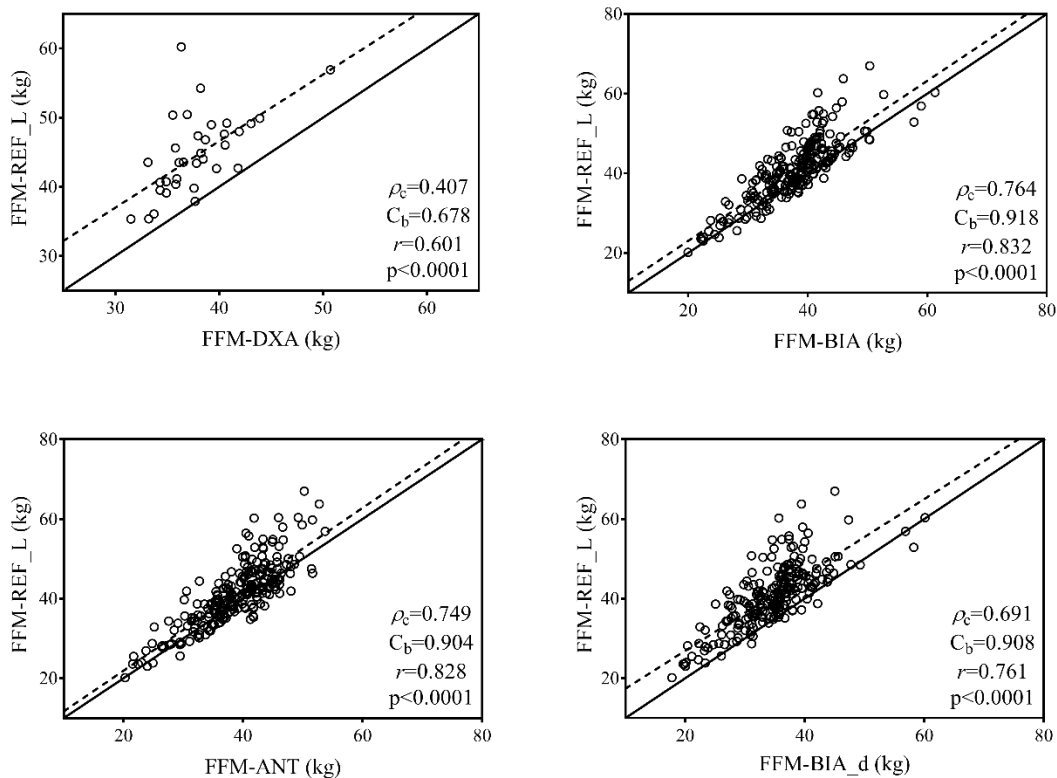 FFM-REF_L (kg)
60
50
40
30
30
40
50
60
FFM-DXA (kg)
ρc=0.407
Cb=0.678
r=0.601
p<0.0001
FFM-REF_L (kg)
80
60
40
20
20
40
60
80
FFM-BIA (kg)
ρc=0.764
Cb=0.918
r=0.832
p<0.0001
FFM-REF_L (kg)
80
60
40
20
20
40
60
80
FFM-ANT (kg)
ρc=0.749
Cb=0.904
r=0.828
p<0.0001
FFM-REF_L (kg)
80
60
40
20
20
40
60
80
FFM-BIA_d (kg)
ρc=0.691
Cb=0.908
r=0.761
p<0.0001